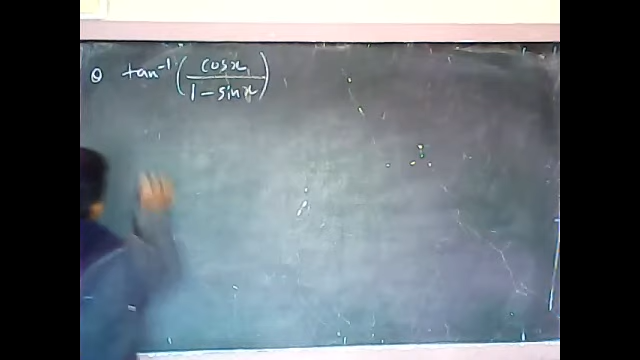 Q tan⁻¹ (cos x / 1 − sin x)